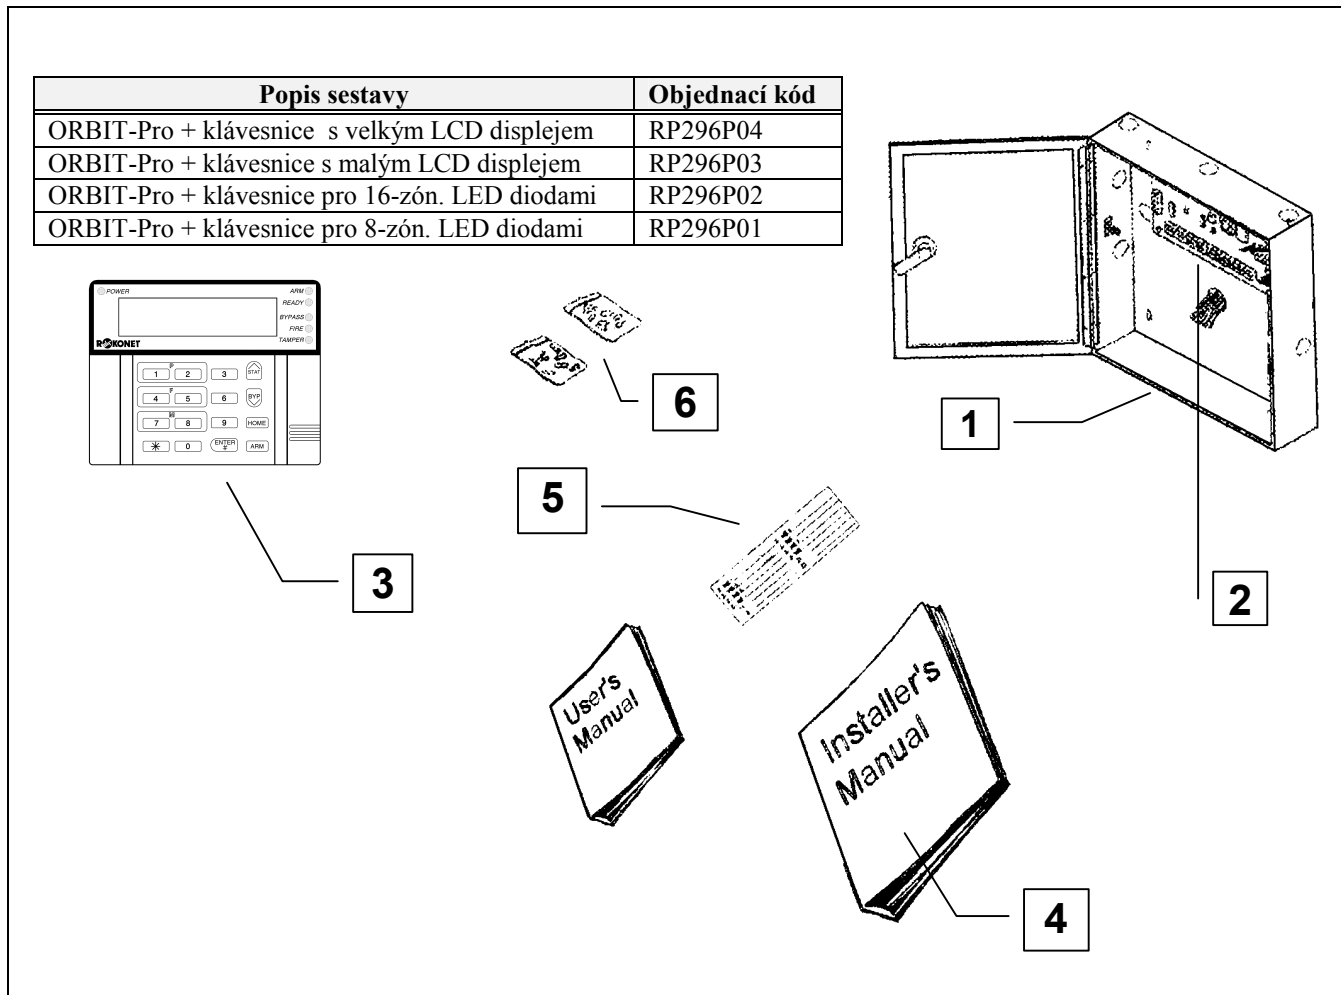 Popis sestavy Objednací kód
ORBIT-Pro + klávesnice s velkým LCD displejem RP296P04
ORBIT-Pro + klávesnice s malým LCD displejem RP296P03
ORBIT-Pro + klávesnice pro 16-zón. LED diodami RP296P02
ORBIT-Pro + klávesnice pro 8-zón. LED diodami RP296P01
POWER ARM
READY
BYPASS
FIRE
TAMPER
ROKONET
P
1 2 3 STAT
F
4 5 6 BYP
7 8 9 HOME
* 0 ENTER # ARM
6
1
5
3
2
User's
Manual
Installer's
Manual
4